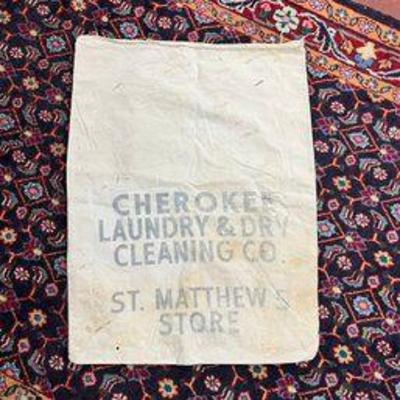 CHEROKEE
LAUNDRY & DRY
CLEANING CO.
ST. MATTHEWS
STORE